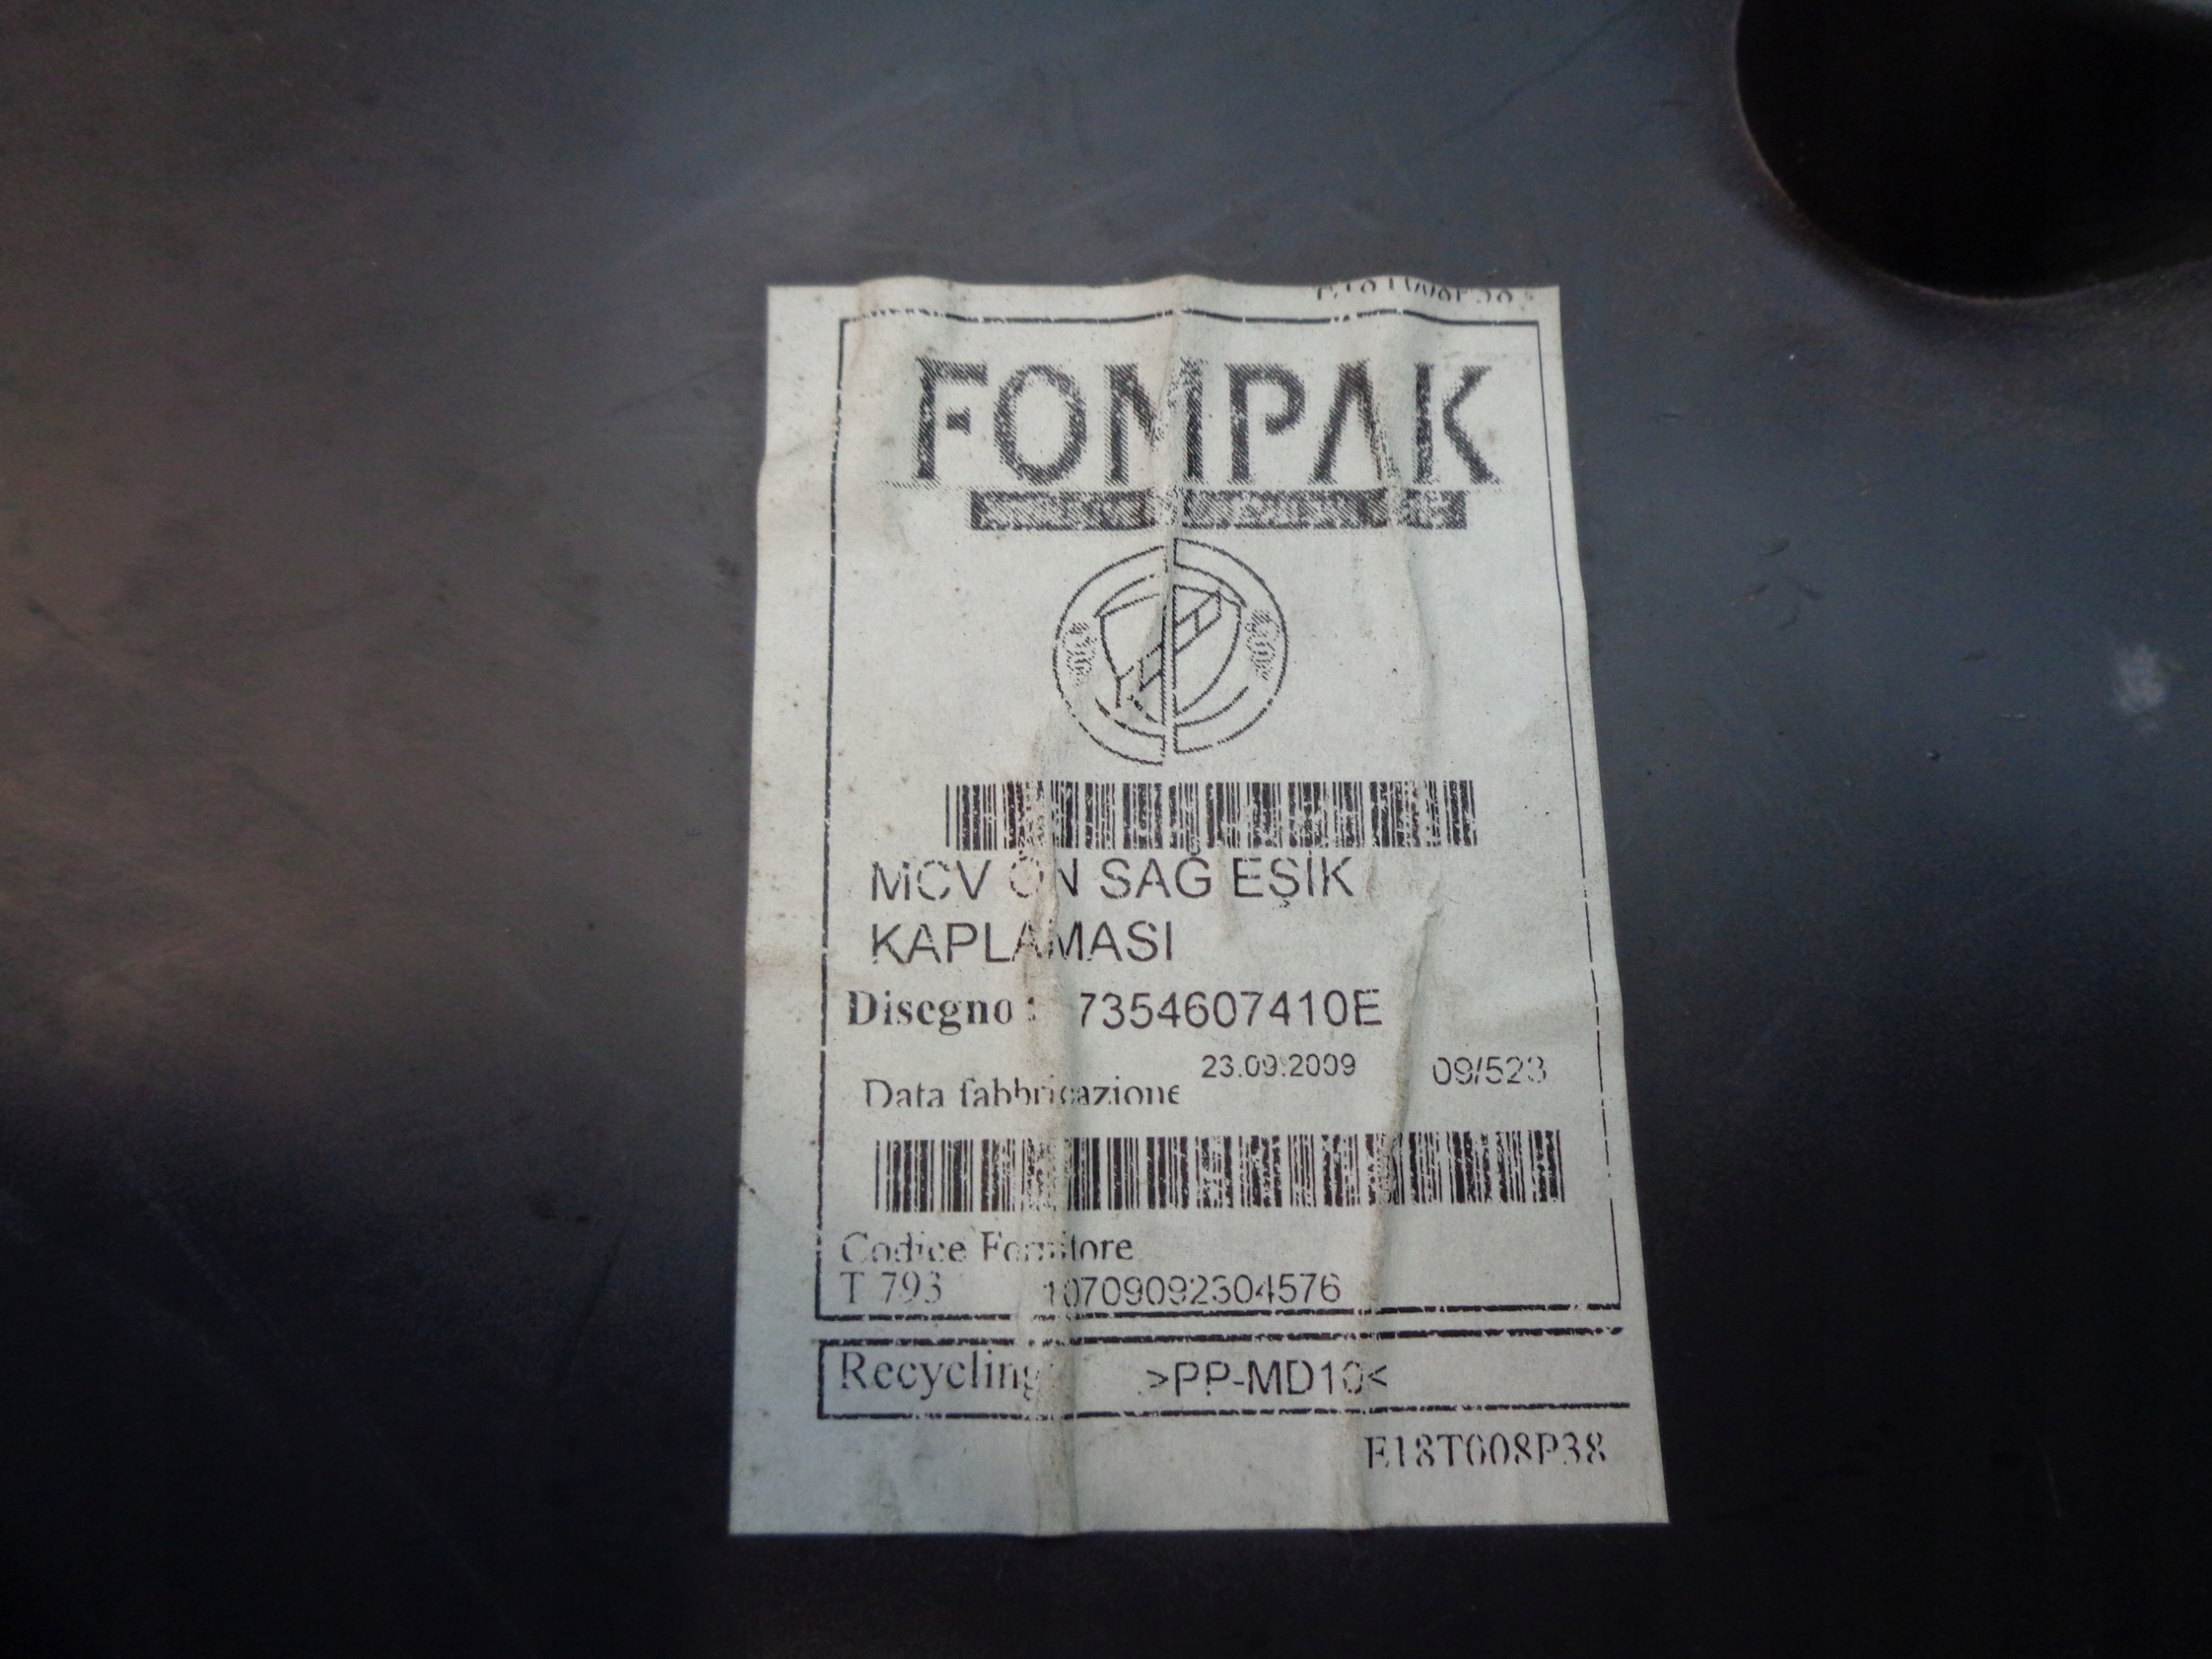 FOMPAK
MCV ÖN SAĞ EŞİK
KAPLAMASI
Disegno : 7354607410E
23.09.2009 09/523
Data fabbricazione
Codice Fornitore
T 793 10709092304576
Recycling >PP-MD10<
E18T008P38